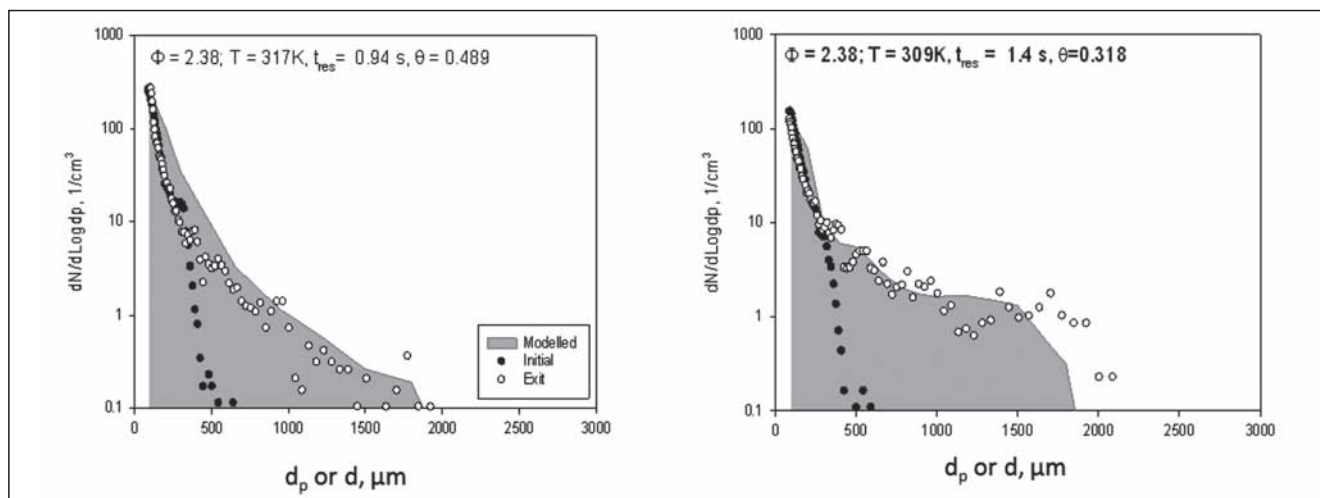 Φ = 2.38; T = 317K, t_res = 0.94 s, θ = 0.489
1000
100
10
1
0.1
dN/dLogdp, 1/cm³
Modelled
Initial
Exit
0 500 1000 1500 2000 2500 3000
d_p or d, μm
Φ = 2.38; T = 309K, t_res = 1.4 s, θ=0.318
1000
100
10
1
0.1
dN/dLogdp, 1/cm³
0 500 1000 1500 2000 2500 3000
d_p or d, μm